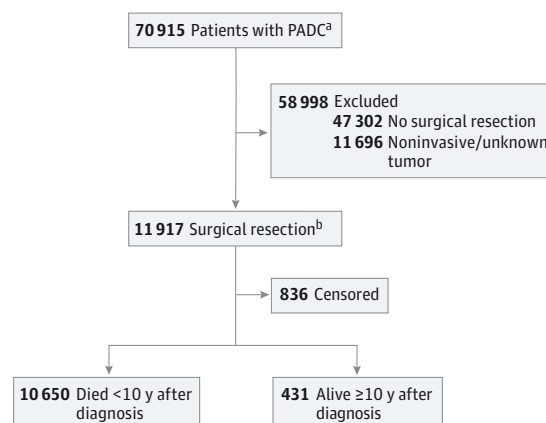 70 915 Patients with PADCa
58 998 Excluded
47 302 No surgical resection
11 696 Noninvasive/unknown
tumor
11 917 Surgical resectionb
836 Censored
10 650 Died <10 y after
diagnosis
431 Alive ≥10 y after
diagnosis